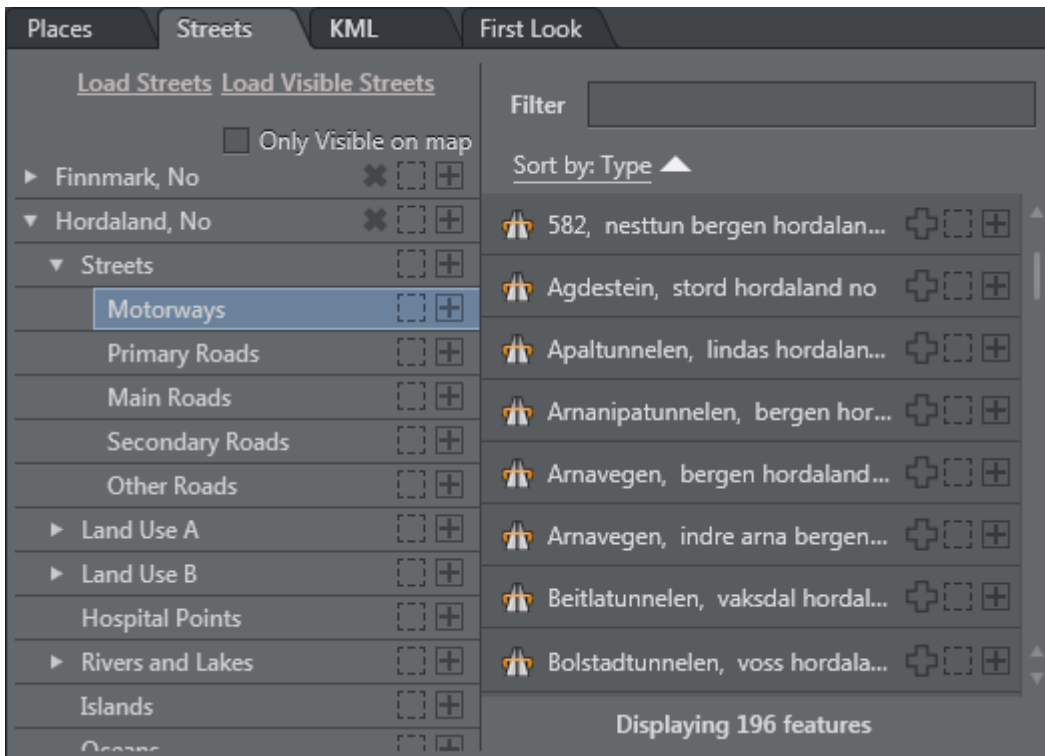 Places
Streets
KML
First Look
Load Streets Load Visible Streets
Only Visible on map
Finnmark, No
Hordaland, No
Streets
Motorways
Primary Roads
Main Roads
Secondary Roads
Other Roads
Land Use A
Land Use B
Hospital Points
Rivers and Lakes
Islands
Oceans
Filter
Sort by: Type
582, nesttun bergen hordalan...
Agdestein, stord hordaland no
Apaltunnelen, lindas hordalan...
Arnanipatunnelen, bergen hor...
Arnavegen, bergen hordaland...
Arnavegen, indre arna bergen...
Beitlatunnelen, vaksdal hordal...
Bolstadtunnelen, voss hordala...
Displaying 196 features